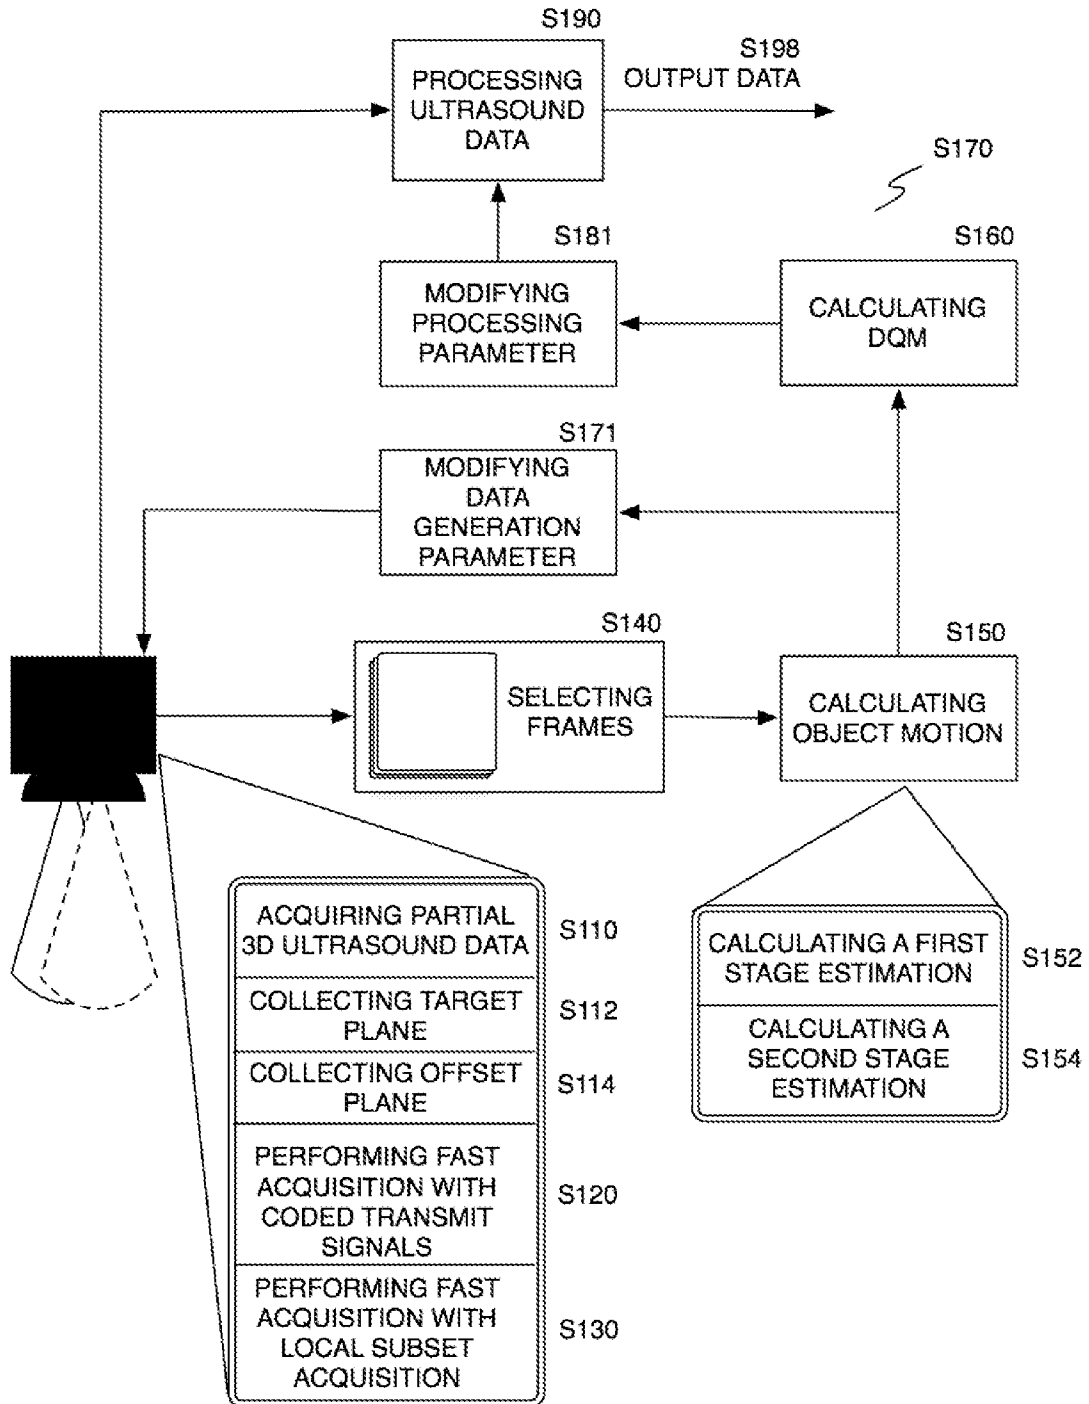 S190
PROCESSING
ULTRASOUND
DATA
S198
OUTPUT DATA
S170
S181
MODIFYING
PROCESSING
PARAMETER
S160
CALCULATING
DQM
S171
MODIFYING
DATA
GENERATION
PARAMETER
S140
SELECTING
FRAMES
S150
CALCULATING
OBJECT MOTION
ACQUIRING PARTIAL
3D ULTRASOUND DATA
S110
COLLECTING TARGET
PLANE
S112
COLLECTING OFFSET
PLANE
S114
PERFORMING FAST
ACQUISITION WITH
CODED TRANSMIT
SIGNALS
S120
PERFORMING FAST
ACQUISITION WITH
LOCAL SUBSET
ACQUISITION
S130
CALCULATING A FIRST
STAGE ESTIMATION
S152
CALCULATING A
SECOND STAGE
ESTIMATION
S154